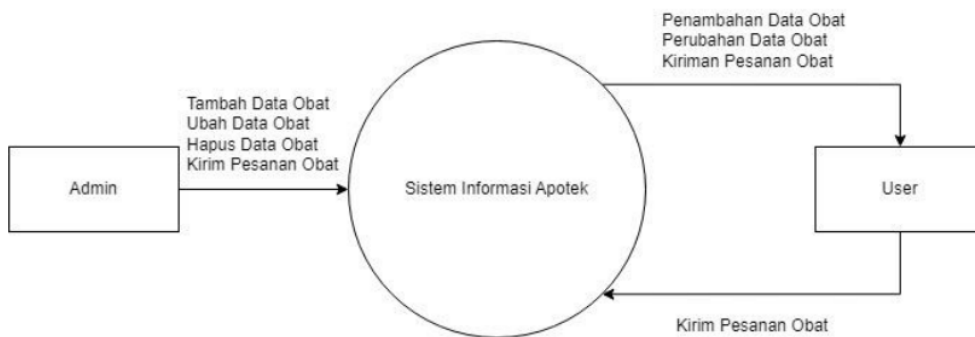 Penambahan Data Obat
Perubahan Data Obat
Kiriman Pesanan Obat
Tambah Data Obat
Ubah Data Obat
Hapus Data Obat
Kirim Pesanan Obat
Admin
Sistem Informasi Apotek
User
Kirim Pesanan Obat